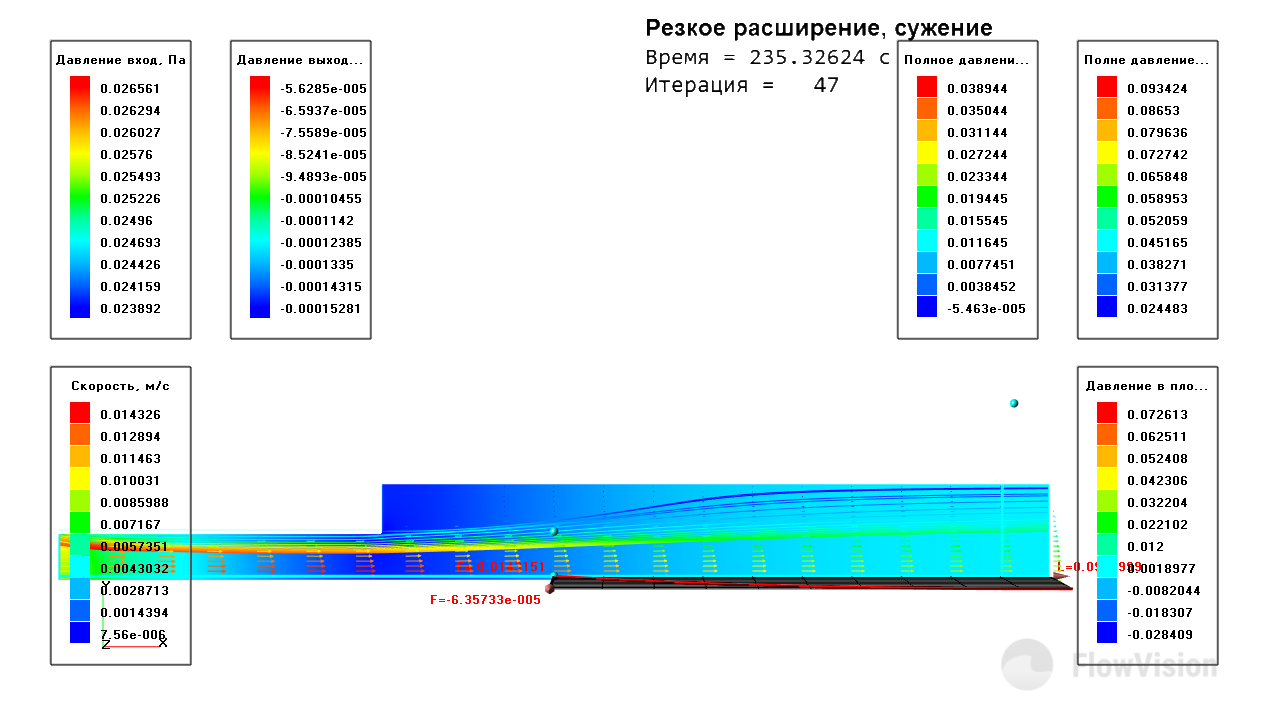 Резкое расширение, сужение
Время = 235.32624 с
Итерация = 47
Давление вход, Па
0.026561
0.026294
0.026027
0.02576
0.025493
0.025226
0.02496
0.024693
0.024426
0.024159
0.023892
Давление выход...
-5.6285e-005
-6.5937e-005
-7.5589e-005
-8.5241e-005
-9.4893e-005
-0.00010455
-0.0001142
-0.00012385
-0.0001335
-0.00014315
-0.00015281
Полное давлени...
0.038944
0.035044
0.031144
0.027244
0.023344
0.019445
0.015545
0.011645
0.0077451
0.0038452
-5.463e-005
Полне давление...
0.093424
0.08653
0.079636
0.072742
0.065848
0.058953
0.052059
0.045165
0.038271
0.031377
0.024483
Скорость, м/с
0.014326
0.012894
0.011463
0.010031
0.0085988
0.007167
0.0057351
0.0043032
0.0028713
0.0014394
7.56e-006
Y
Z
X
F=-6.35733e-005
Давление в пло...
0.072613
0.062511
0.052408
0.042306
0.032204
0.022102
0.012
0.0018977
-0.0082044
-0.018307
-0.028409
FlowVision